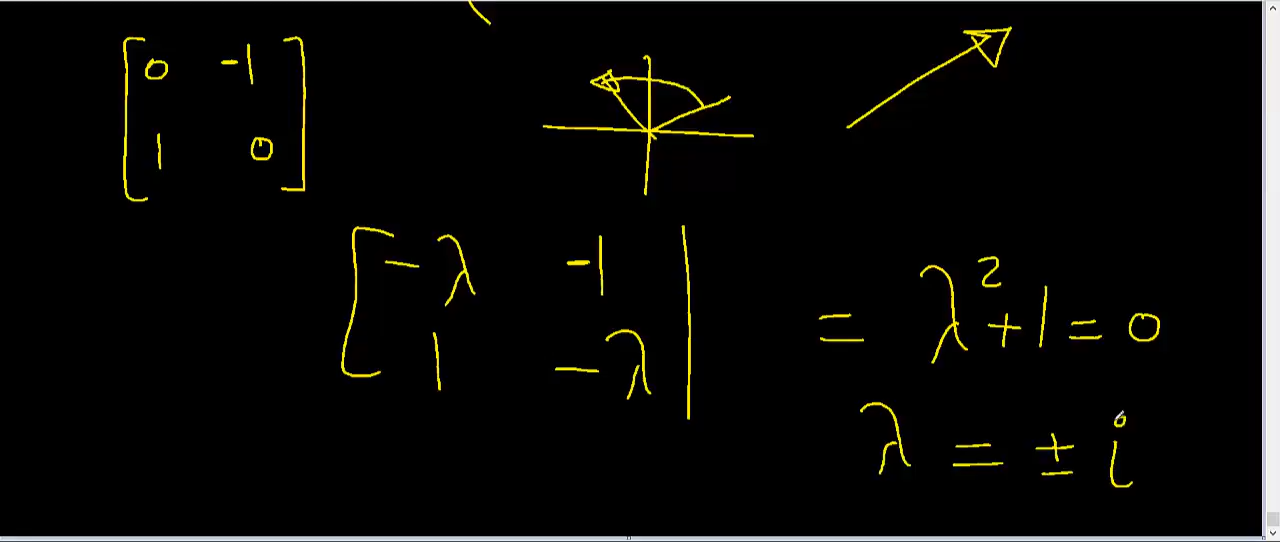 [0 -1
1 0]
[-λ -1
1 -λ| = λ²+1=0
λ = ± i